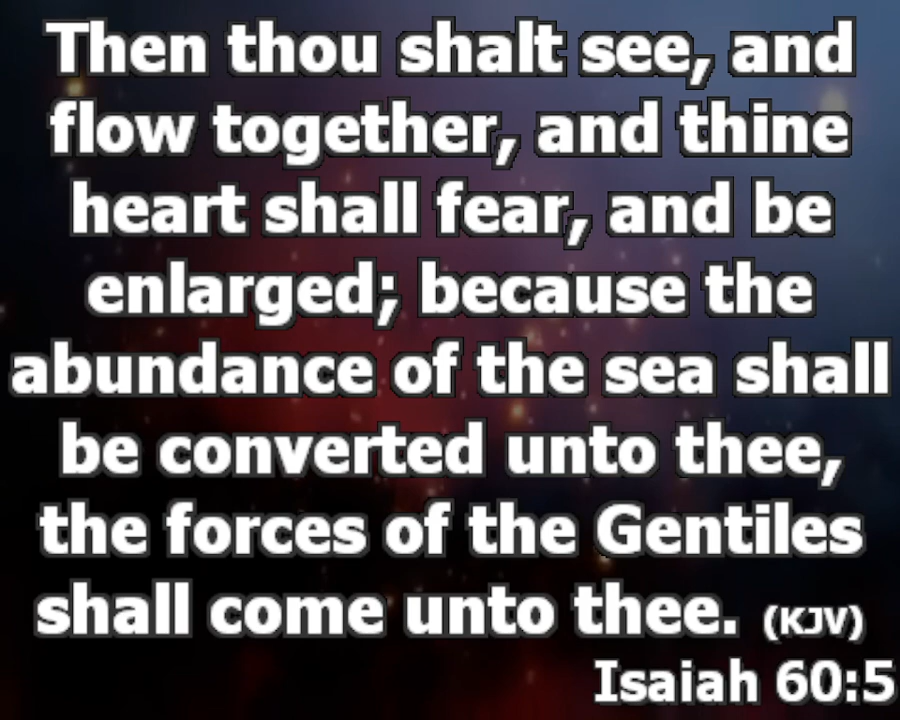 Then thou shalt see, and
flow together, and thine
heart shall fear, and be
enlarged; because the
abundance of the sea shall
be converted unto thee,
the forces of the Gentiles
shall come unto thee. (KJV)
Isaiah 60:5